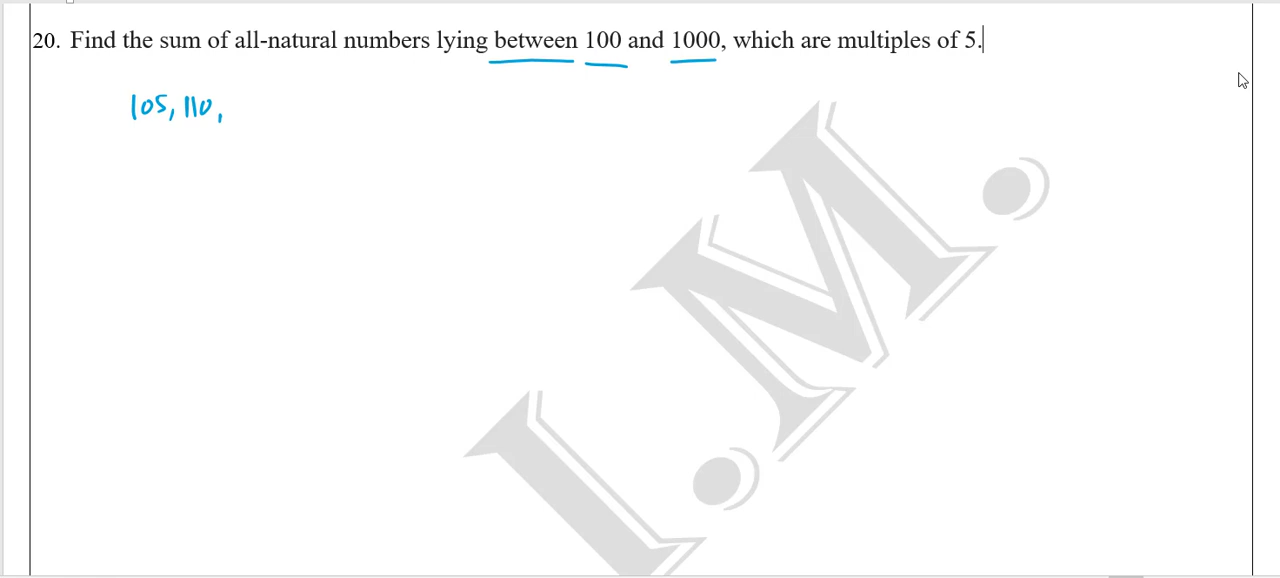 20. Find the sum of all-natural numbers lying between 100 and 1000, which are multiples of 5.
105, 110,
I.M.